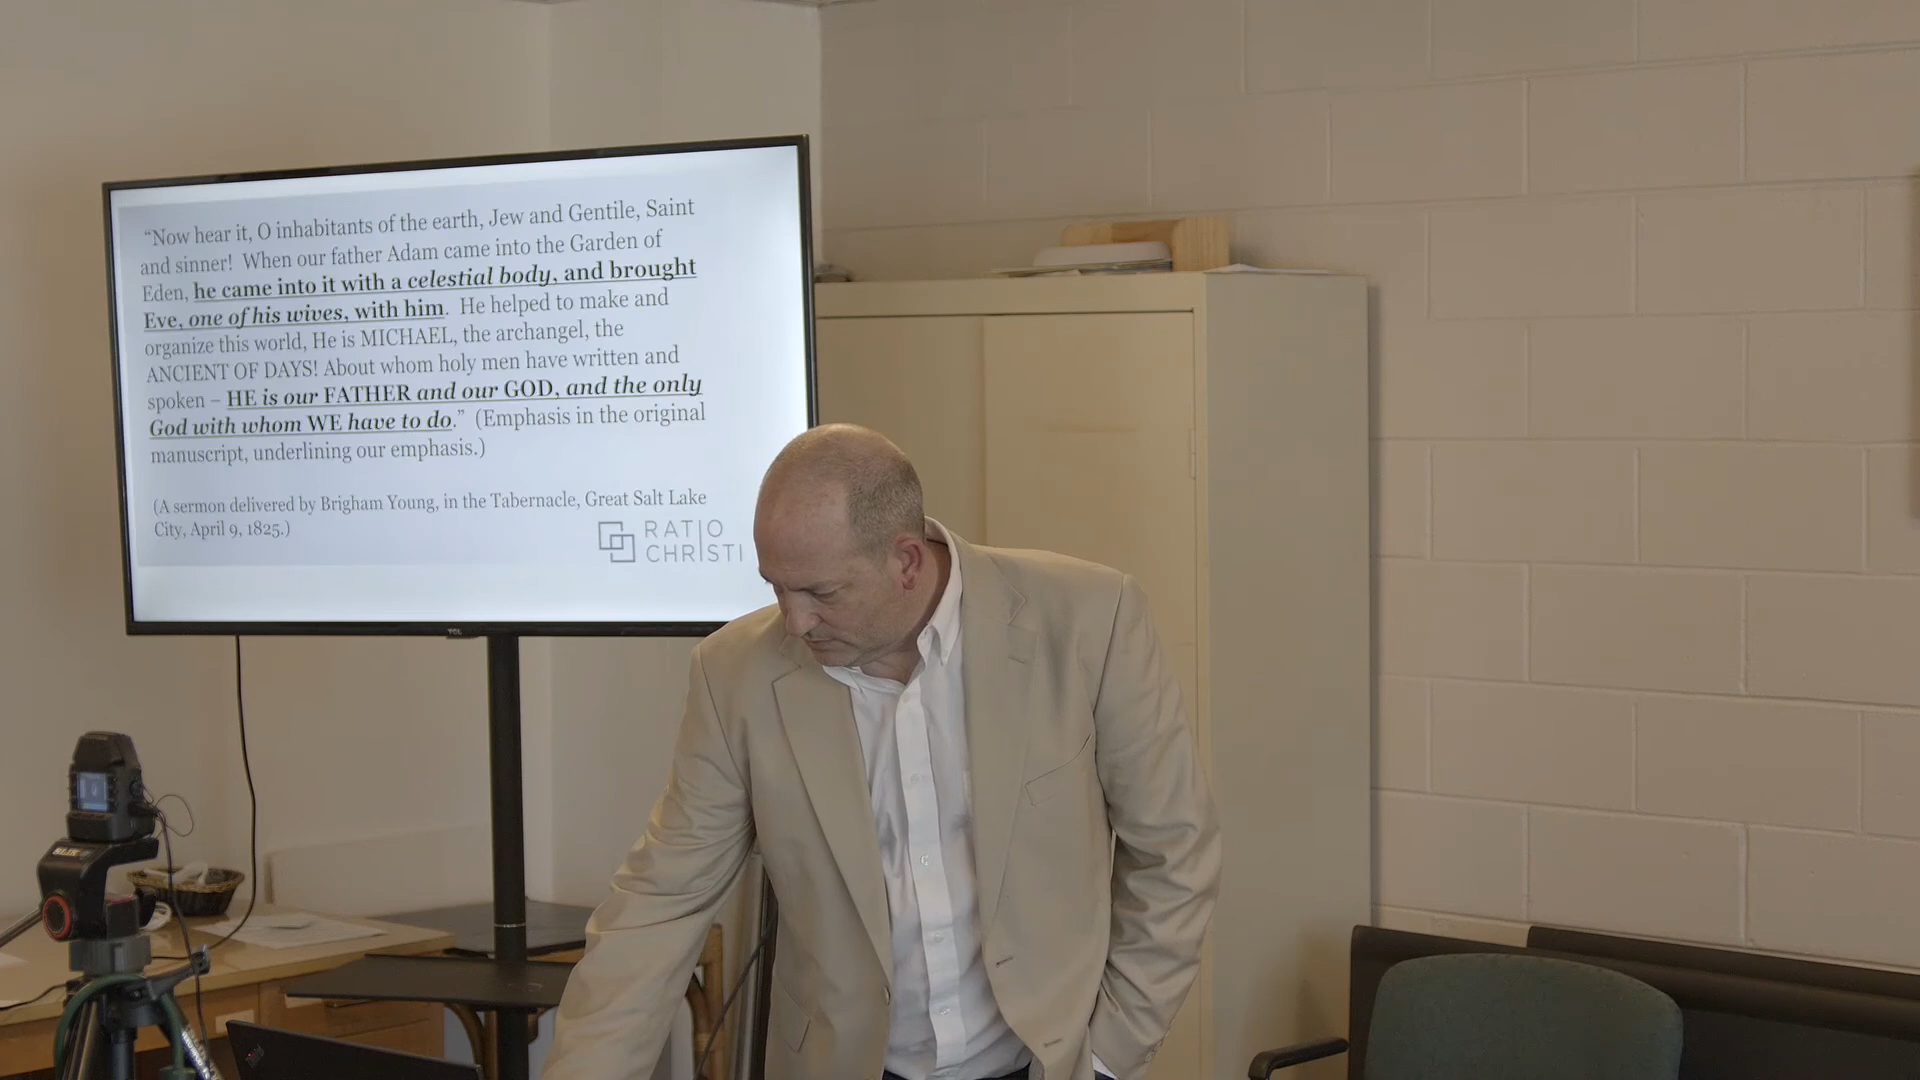 “Now hear it, O inhabitants of the earth, Jew and Gentile, Saint
and sinner!  When our father Adam came into the Garden of
Eden, he came into it with a celestial body, and brought
Eve, one of his wives, with him.  He helped to make and
organize this world, He is MICHAEL, the archangel, the
ANCIENT OF DAYS! About whom holy men have written and
spoken – HE is our FATHER and our GOD, and the only
God with whom WE have to do.”  (Emphasis in the original
manuscript, underlining our emphasis.)
(A sermon delivered by Brigham Young, in the Tabernacle, Great Salt Lake
City, April 9, 1825.)
RATIO
CHRISTI
TCL